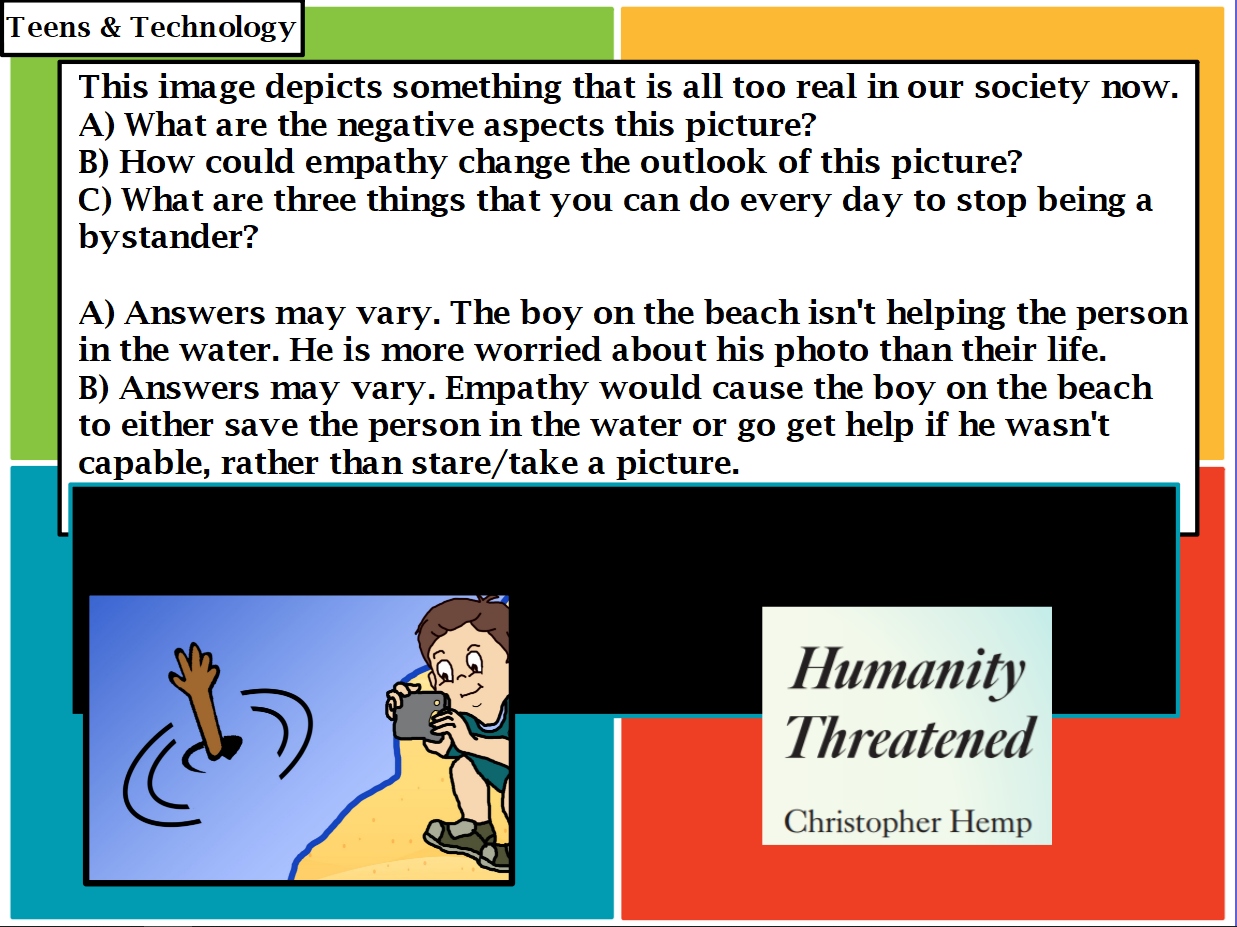 Teens & Technology
This image depicts something that is all too real in our society now.
A) What are the negative aspects this picture?
B) How could empathy change the outlook of this picture?
C) What are three things that you can do every day to stop being a
bystander?
A) Answers may vary. The boy on the beach isn't helping the person
in the water. He is more worried about his photo than their life.
B) Answers may vary. Empathy would cause the boy on the beach
to either save the person in the water or go get help if he wasn't
capable, rather than stare/take a picture.
Humanity
Threatened
Christopher Hemp